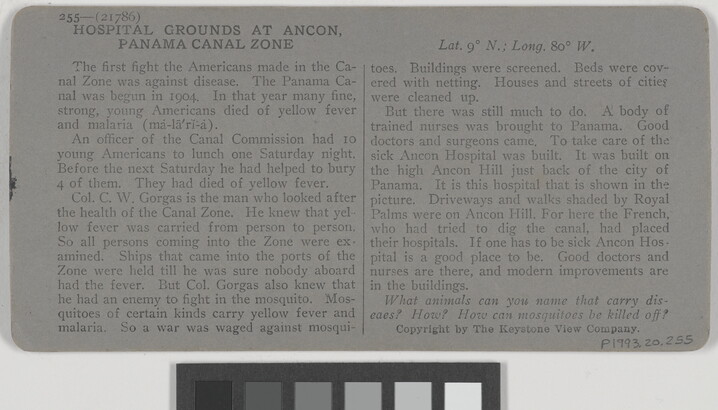 255—(21786)
HOSPITAL GROUNDS AT ANCON,
PANAMA CANAL ZONE
Lat. 9° N.; Long. 80° W.
The first fight the Americans made in the Ca-
nal Zone was against disease. The Panama Ca-
nal was begun in 1904. In that year many fine,
strong, young Americans died of yellow fever
and malaria (má-lā'rĭ-ȧ).
An officer of the Canal Commission had 10
young Americans to lunch one Saturday night.
Before the next Saturday he had helped to bury
4 of them. They had died of yellow fever.
Col. C. W. Gorgas is the man who looked after
the health of the Canal Zone. He knew that yel-
low fever was carried from person to person.
So all persons coming into the Zone were ex-
amined. Ships that came into the ports of the
Zone were held till he was sure nobody aboard
had the fever. But Col. Gorgas also knew that
he had an enemy to fight in the mosquito. Mos-
quitoes of certain kinds carry yellow fever and
malaria. So a war was waged against mosqui-
toes. Buildings were screened. Beds were cov-
ered with netting. Houses and streets of cities
were cleaned up.
But there was still much to do. A body of
trained nurses was brought to Panama. Good
doctors and surgeons came. To take care of the
sick Ancon Hospital was built. It was built on
the high Ancon Hill just back of the city of
Panama. It is this hospital that is shown in the
picture. Driveways and walks shaded by Royal
Palms were on Ancon Hill. For here the French,
who had tried to dig the canal, had placed
their hospitals. If one has to be sick Ancon Hos-
pital is a good place to be. Good doctors and
nurses are there, and modern improvements are
in the buildings.
What animals can you name that carry dis-
eaes? How? How can mosquitoes be killed off?
Copyright by The Keystone View Company.
P1993.20.255